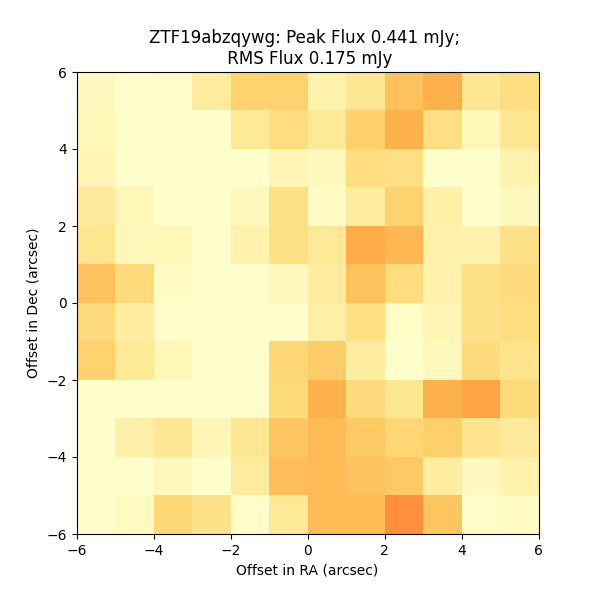 ZTF19abzqywg: Peak Flux 0.441 mJy;
RMS Flux 0.175 mJy
6
4
2
0
−2
−4
−6
Offset in Dec (arcsec)
−6 −4 −2 0 2 4 6
Offset in RA (arcsec)